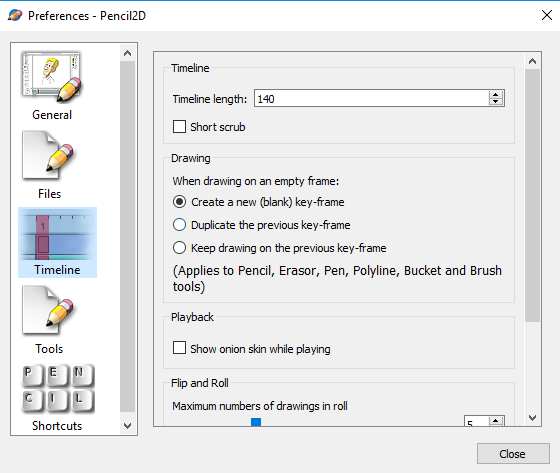 Preferences - Pencil2D
General
Files
1
Timeline
Tools
P E N
C I L
Shortcuts
Timeline
Timeline length: 140
Short scrub
Drawing
When drawing on an empty frame:
Create a new (blank) key-frame
Duplicate the previous key-frame
Keep drawing on the previous key-frame
(Applies to Pencil, Erasor, Pen, Polyline, Bucket and Brush
tools)
Playback
Show onion skin while playing
Flip and Roll
Maximum numbers of drawings in roll
5
Close